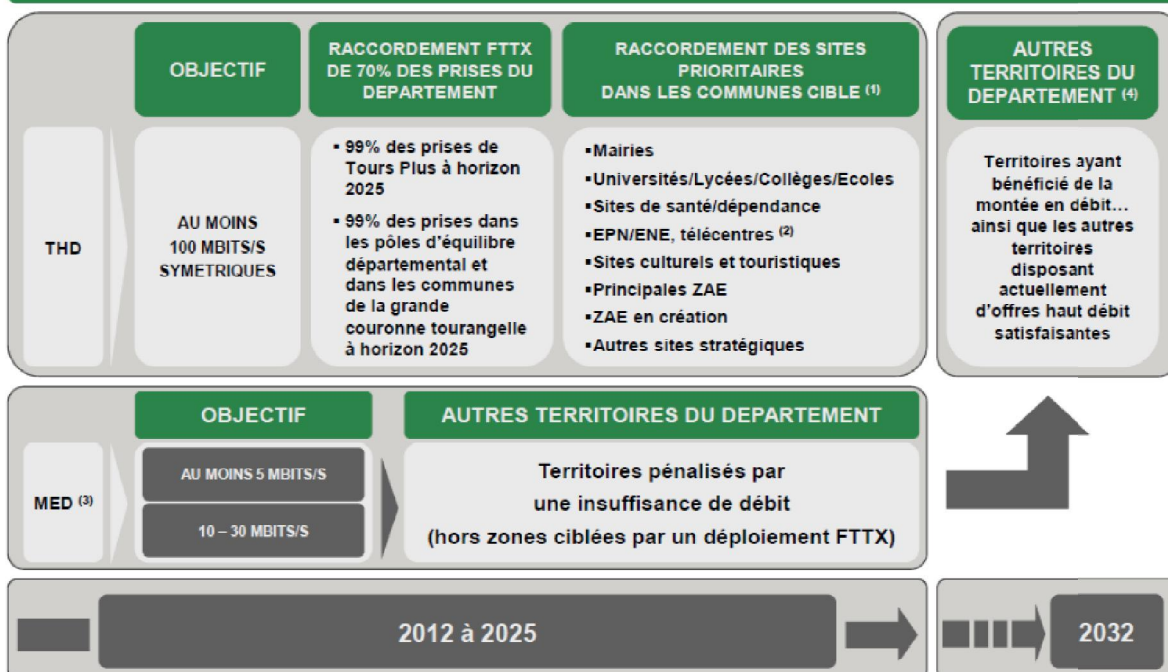 OBJECTIF
RACCORDEMENT FTTX
DE 70% DES PRISES DU
DEPARTEMENT
RACCORDEMENT DES SITES
PRIORITAIRES
DANS LES COMMUNES CIBLE (1)
AUTRES
TERRITOIRES DU
DEPARTEMENT (4)
THD
AU MOINS
100 MBITS/S
SYMETRIQUES
▪ 99% des prises de
Tours Plus à horizon
2025
▪ 99% des prises dans
les pôles d'équilibre
départemental et
dans les communes
de la grande
couronne tourangelle
à horizon 2025
▪Mairies
▪Universités/Lycées/Collèges/Ecoles
▪Sites de santé/dépendance
▪EPN/ENE, télécentres (2)
▪Sites culturels et touristiques
▪Principales ZAE
▪ZAE en création
▪Autres sites stratégiques
Territoires ayant
bénéficié de la
montée en débit…
ainsi que les autres
territoires
disposant
actuellement
d'offres haut débit
satisfaisantes
OBJECTIF
AUTRES TERRITOIRES DU DEPARTEMENT
MED (3)
AU MOINS 5 MBITS/S
10 – 30 MBITS/S
Territoires pénalisés par
une insuffisance de débit
(hors zones ciblées par un déploiement FTTX)
2012 à 2025
2032